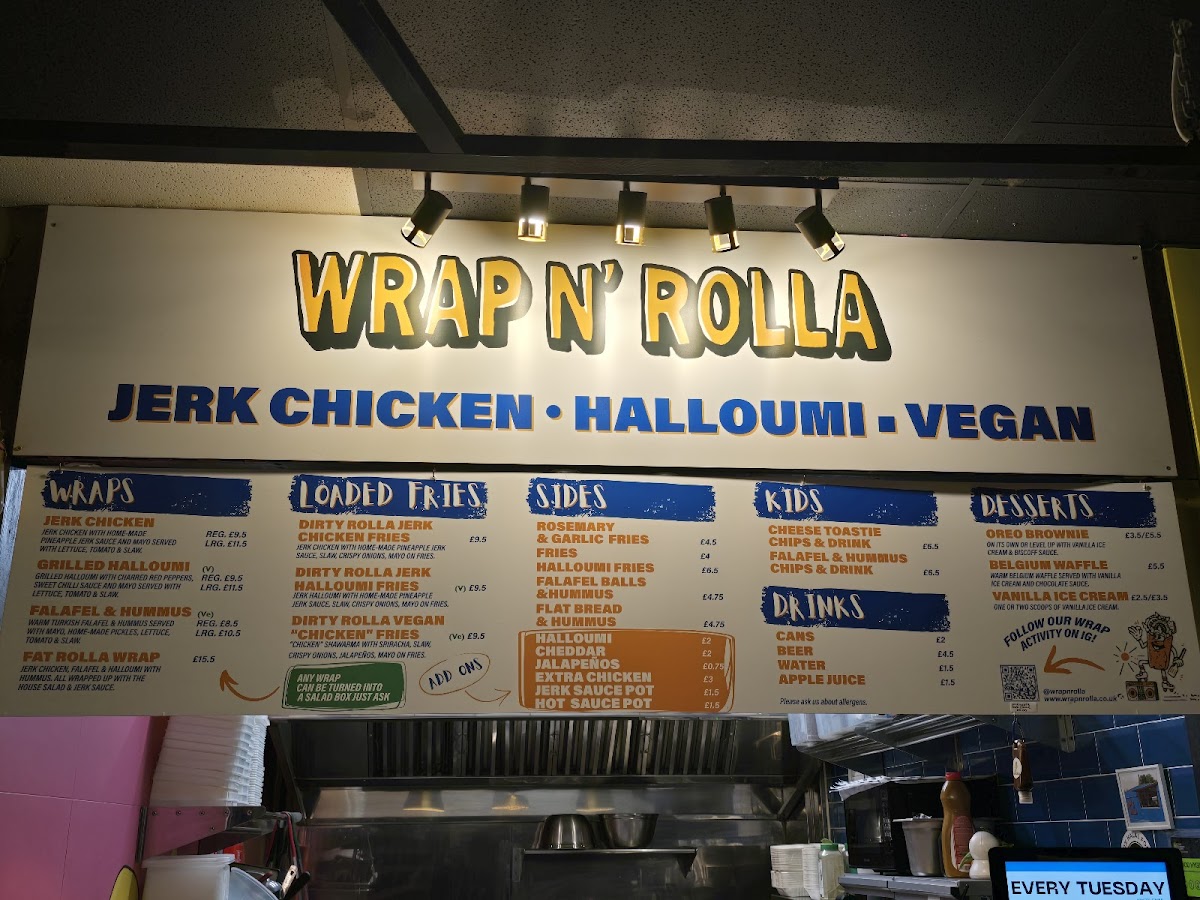 WRAP N' ROLLA
JERK CHICKEN • HALLOUMI ▪ VEGAN
WRAPS
JERK CHICKEN
JERK CHICKEN WITH HOME-MADE
PINEAPPLE JERK SAUCE AND MAYO SERVED
WITH LETTUCE, TOMATO & SLAW.
REG. £9.5
LRG. £11.5
GRILLED HALLOUMI (V)
GRILLED HALLOUMI WITH CHARRED RED PEPPERS,
SWEET CHILLI SAUCE AND MAYO SERVED WITH
LETTUCE, TOMATO & SLAW.
REG. £9.5
LRG. £11.5
FALAFEL & HUMMUS (Ve)
WARM TURKISH FALAFEL & HUMMUS SERVED
WITH MAYO, HOME-MADE PICKLES, LETTUCE,
TOMATO & SLAW.
REG. £8.5
LRG. £10.5
FAT ROLLA WRAP £15.5
JERK CHICKEN, FALAFEL & HALLOUMI WITH
HUMMUS. ALL WRAPPED UP WITH THE
HOUSE SALAD & JERK SAUCE.
ANY WRAP
CAN BE TURNED INTO
A SALAD BOX JUST ASK
LOADED FRIES
DIRTY ROLLA JERK
CHICKEN FRIES £9.5
JERK CHICKEN WITH HOME-MADE PINEAPPLE JERK
SAUCE, SLAW, CRISPY ONIONS, MAYO ON FRIES.
DIRTY ROLLA JERK
HALLOUMI FRIES (V) £9.5
JERK HALLOUMI WITH HOME-MADE PINEAPPLE
JERK SAUCE, SLAW, CRISPY ONIONS, MAYO ON FRIES.
DIRTY ROLLA VEGAN
"CHICKEN" FRIES (Ve) £9.5
"CHICKEN" SHAWARMA WITH SRIRACHA, SLAW,
CRISPY ONIONS, JALAPEÑOS, MAYO ON FRIES.
ADD ONS
SIDES
ROSEMARY
& GARLIC FRIES £4.5
FRIES £4
HALLOUMI FRIES £6.5
FALAFEL BALLS
&HUMMUS £4.75
FLAT BREAD
& HUMMUS £4.75
HALLOUMI £2
CHEDDAR £2
JALAPEÑOS £0.75
EXTRA CHICKEN £3
JERK SAUCE POT £1.5
HOT SAUCE POT £1.5
KIDS
CHEESE TOASTIE
CHIPS & DRINK £6.5
FALAFEL & HUMMUS
CHIPS & DRINK £6.5
DRINKS
CANS £2
BEER £4.5
WATER £1.5
APPLE JUICE £1.5
Please ask us about allergens.
DESSERTS
OREO BROWNIE £3.5/£5.5
ON ITS OWN OR LEVEL UP WITH VANILLA ICE
CREAM & BISCOFF SAUCE.
BELGIUM WAFFLE £5.5
WARM BELGIUM WAFFLE SERVED WITH VANILLA
ICE CREAM AND CHOCOLATE SAUCE.
VANILLA ICE CREAM £2.5/£3.5
ONE OR TWO SCOOPS OF VANILLA ICE CREAM.
FOLLOW OUR WRAP
ACTIVITY ON IG!
@wrapnrolla
www.wrapnrolla.co.uk
EVERY TUESDAY